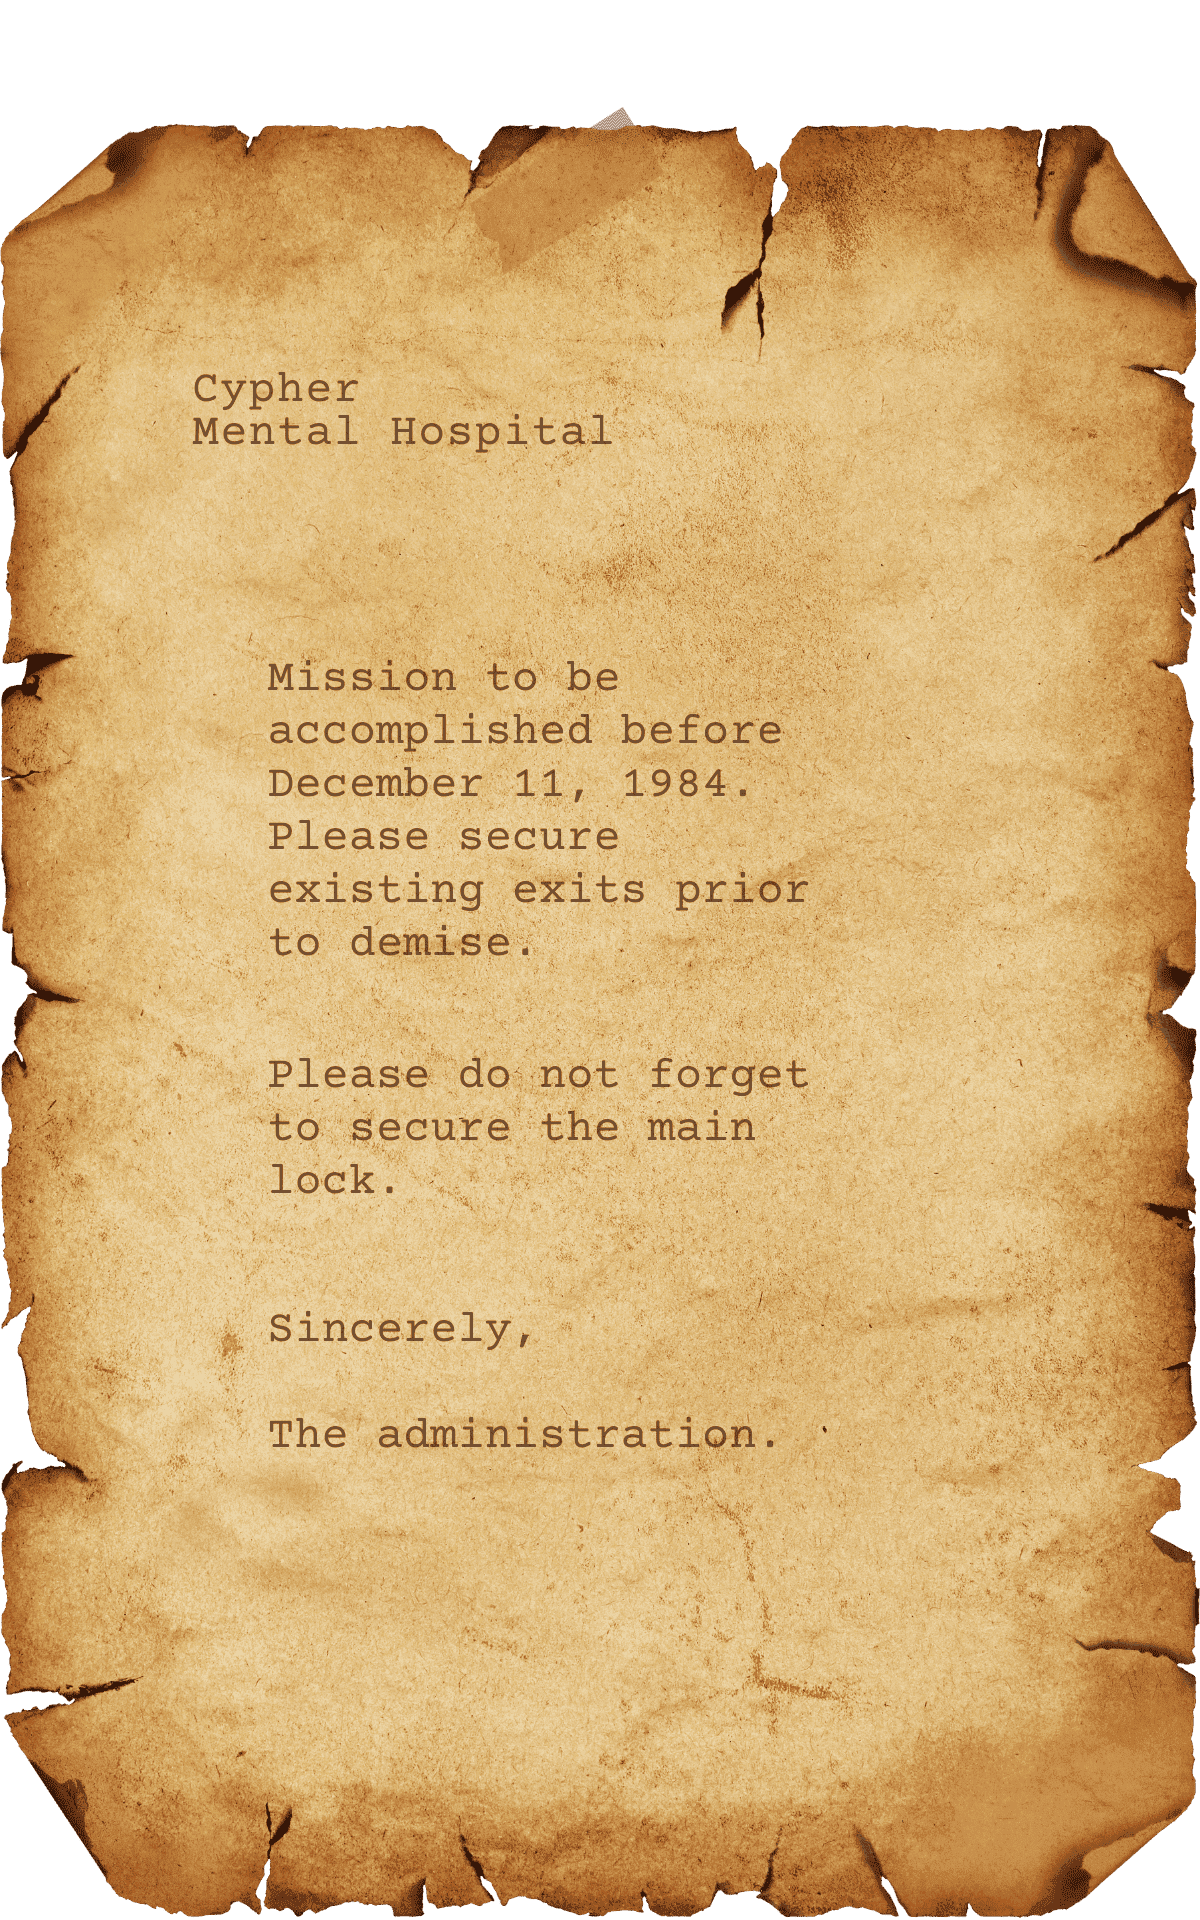 Cypher
Mental Hospital
Mission to be
accomplished before
December 11, 1984.
Please secure
existing exits prior
to demise.
Please do not forget
to secure the main
lock.
Sincerely,
The administration.